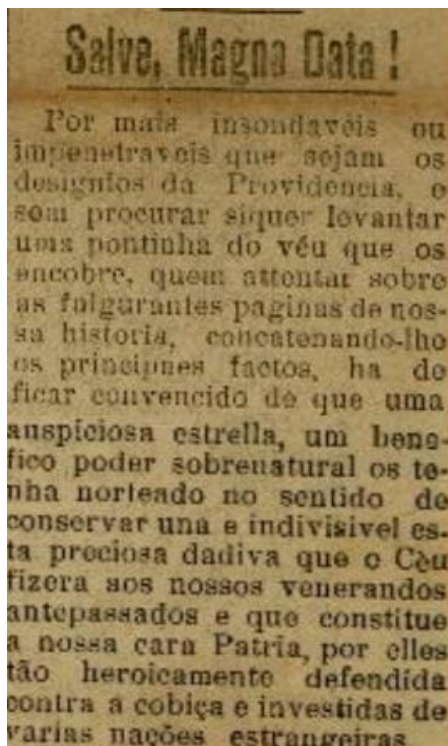 Salve, Magna Data !
Por mais insondaveis ou
impenetraveis que sejam os
designios da Providencia, e
sem procurar siquer levantar
uma pontinha do véu que os
encobre, quem attentar sobre
as fulgurantes paginas de nos-
sa historia, concatenando-lhe
os principaes factos, ha de
ficar convencido de que uma
auspiciosa estrella, um bene-
fico poder sobrenatural os te-
nha norteado no sentido de
conservar una e indivisivel es-
ta preciosa dadiva que o Cèu
fizera aos nossos venerandos
antepassados e que constitue
a nossa cara Patria, por elles
tão heroicamente defendida
contra a cobiça e investidas de
varias nações estrangeiras